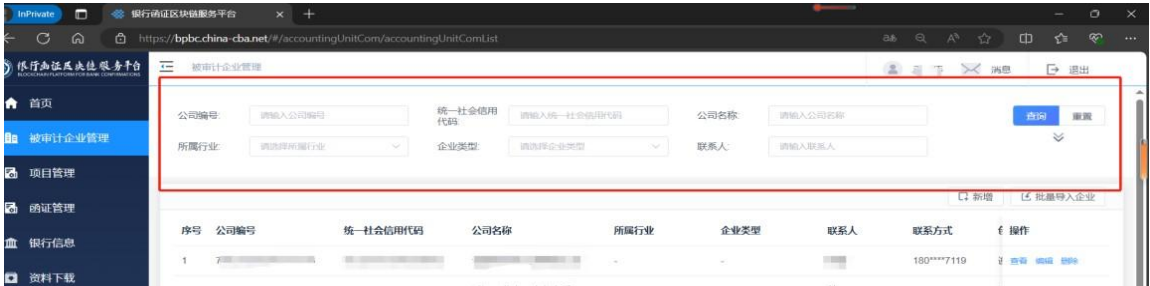 InPrivate
银行函证区块链服务平台
https://bpbc.china-cba.net/#/accountingUnitCom/accountingUnitComList
银行函证区块链服务平台
BLOCKCHAIN PLATFORM FOR BANK CONFIRMATIONS
被审计企业管理
消息
退出
首页
被审计企业管理
项目管理
函证管理
银行信息
资料下载
公司编号: 请输入公司编号
统一社会信用代码: 请输入统一社会信用代码
公司名称: 请输入公司名称
查询 重置
所属行业: 请选择所属行业
企业类型: 请选择企业类型
联系人: 请输入联系人
新增 批量导入企业
序号 公司编号 统一社会信用代码 公司名称 所属行业 企业类型 联系人 联系方式 操作
1 7 - - 180****7119 查看 编辑 删除